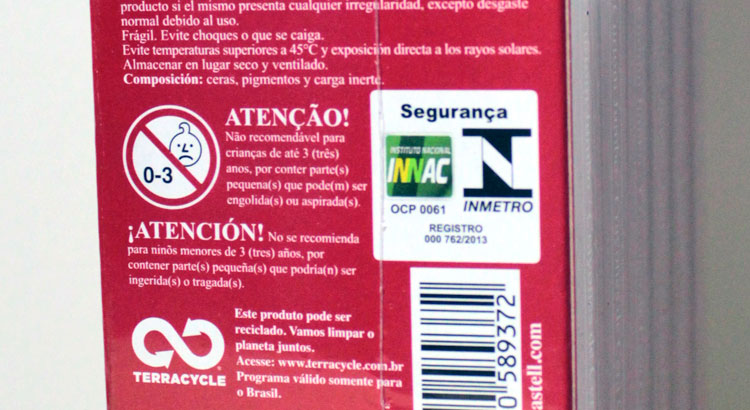 producto si el mismo presenta cualquier irregularidad, excepto desgaste
normal debido al uso.
Frágil. Evite choques o que se caiga.
Evite temperaturas superiores a 45°C y exposición directa a los rayos solares.
Almacenar en lugar seco y ventilado.
Composición: ceras, pigmentos y carga inerte.
0-3
ATENÇÃO!
Não recomendável para
crianças de até 3 (três)
anos, por conter parte(s)
pequena(s) que pode(m) ser
engolida(s) ou aspirada(s).
¡ATENCIÓN! No se recomienda
para ninõs menores de 3 (tres) años, por
contener parte(s) pequeña(s) que podría(n) ser
ingerida(s) o tragada(s).
Segurança
INSTITUTO NACIONAL
INNAC
OCP 0061
N
INMETRO
REGISTRO
000 762/2013
TERRACYCLE
Este produto pode ser
reciclado. Vamos limpar o
planeta juntos.
Acesse: www.terracycle.com.br
Programa válido somente para
o Brasil.
0 589372
astell.com